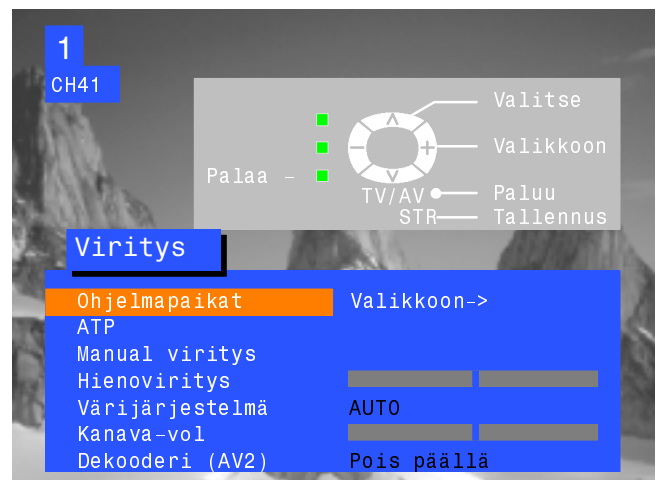 1
CH41
Valitse
Valikkoon
Palaa –
TV/AV Paluu
STR Tallennus
Viritys
Ohjelmapaikat Valikkoon–>
ATP
Manual viritys
Hienoviritys
Värijärjestelmä AUTO
Kanava–vol
Dekooderi (AV2) Pois päällä